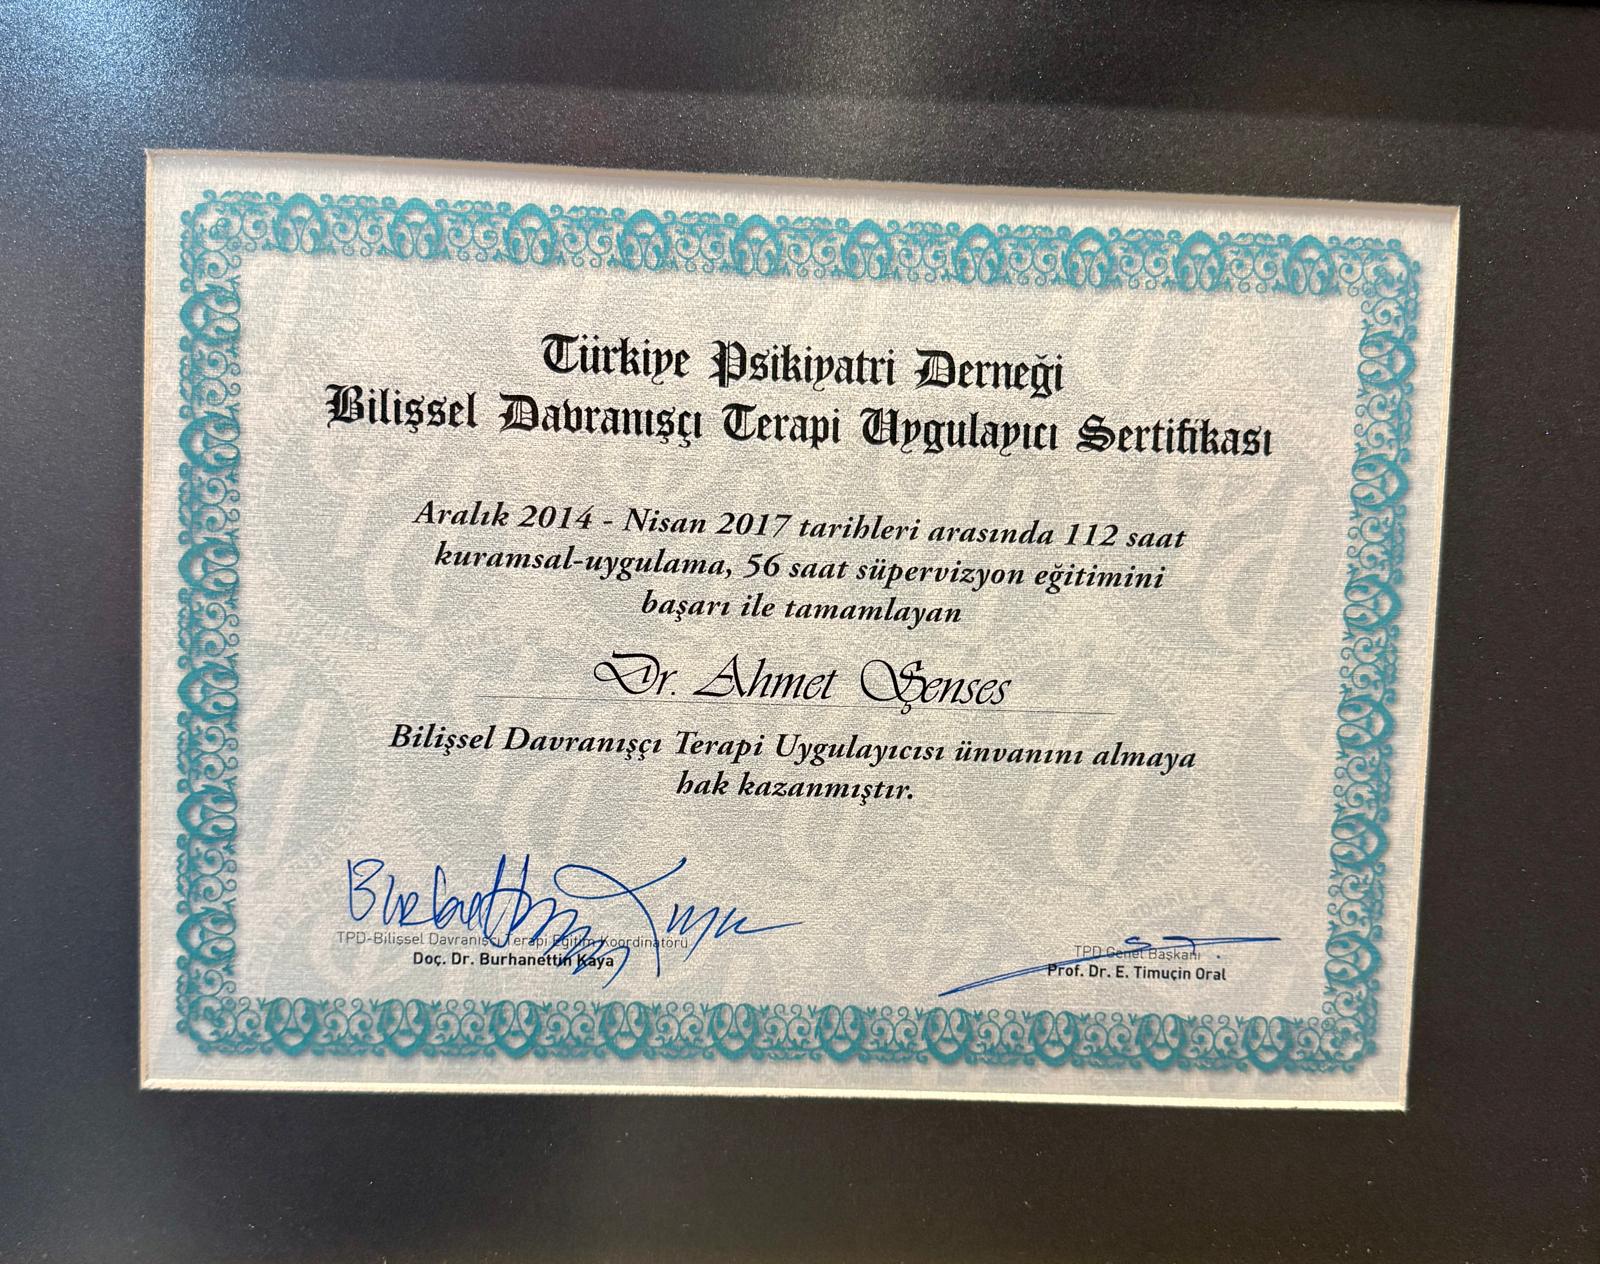 Türkiye Psikiyatri Derneği
Bilişsel Davranışçı Terapi Uygulayıcı Sertifikası
Aralık 2014 - Nisan 2017 tarihleri arasında 112 saat
kuramsal-uygulama, 56 saat süpervizyon eğitimini
başarı ile tamamlayan
Dr. Ahmet Şenses
Bilişsel Davranışçı Terapi Uygulayıcısı ünvanını almaya
hak kazanmıştır.
TPD-Bilişsel Davranışçı Terapi Eğitim Koordinatörü
Doç. Dr. Burhanettin Kaya
TPD Genel Başkanı
Prof. Dr. E. Timuçin Oral